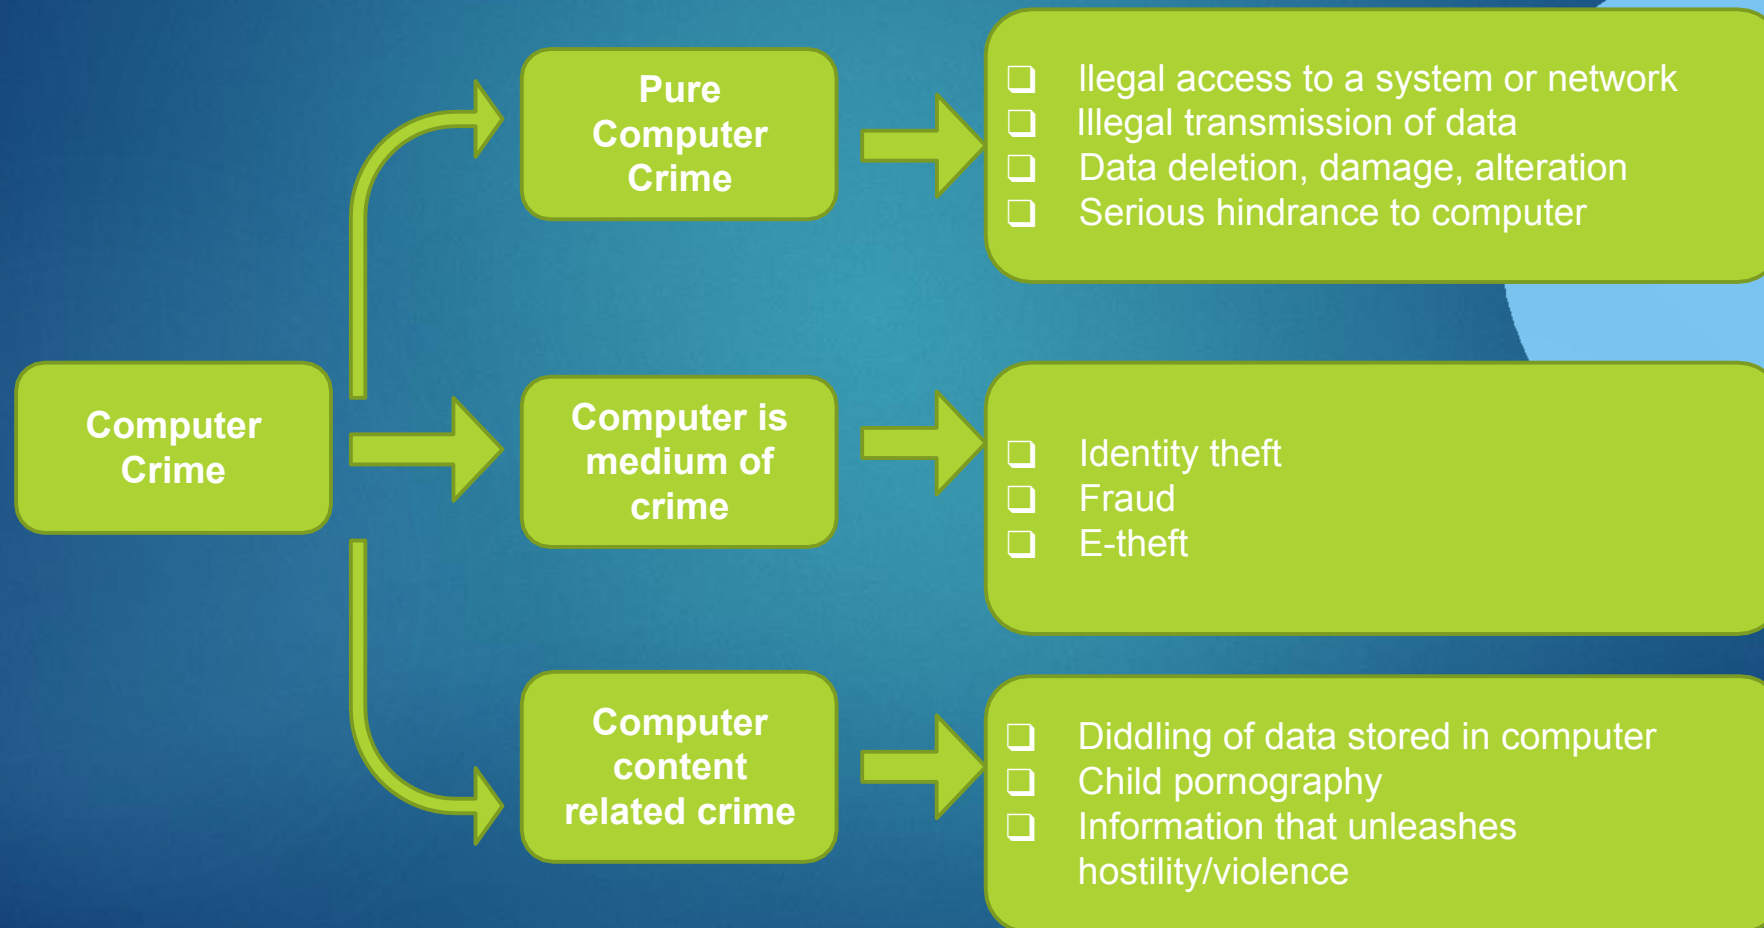 Computer
Crime
Pure
Computer
Crime
❑ Ilegal access to a system or network
❑ Illegal transmission of data
❑ Data deletion, damage, alteration
❑ Serious hindrance to computer
Computer is
medium of
crime
❑ Identity theft
❑ Fraud
❑ E-theft
Computer
content
related crime
❑ Diddling of data stored in computer
❑ Child pornography
❑ Information that unleashes
hostility/violence